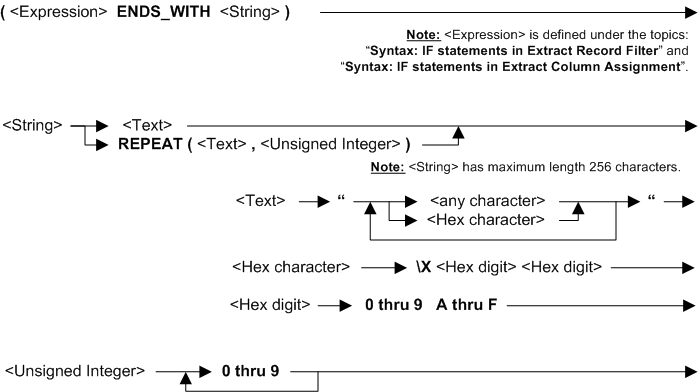 ( <Expression> ENDS_WITH <String> )
Note: <Expression> is defined under the topics:
“Syntax: IF statements in Extract Record Filter” and
“Syntax: IF statements in Extract Column Assignment”.
<String> <Text>
REPEAT ( <Text> , <Unsigned Integer> )
Note: <String> has maximum length 256 characters.
<Text> “ <any character> “
<Hex character>
<Hex character> \X <Hex digit> <Hex digit>
<Hex digit> 0 thru 9 A thru F
<Unsigned Integer> 0 thru 9